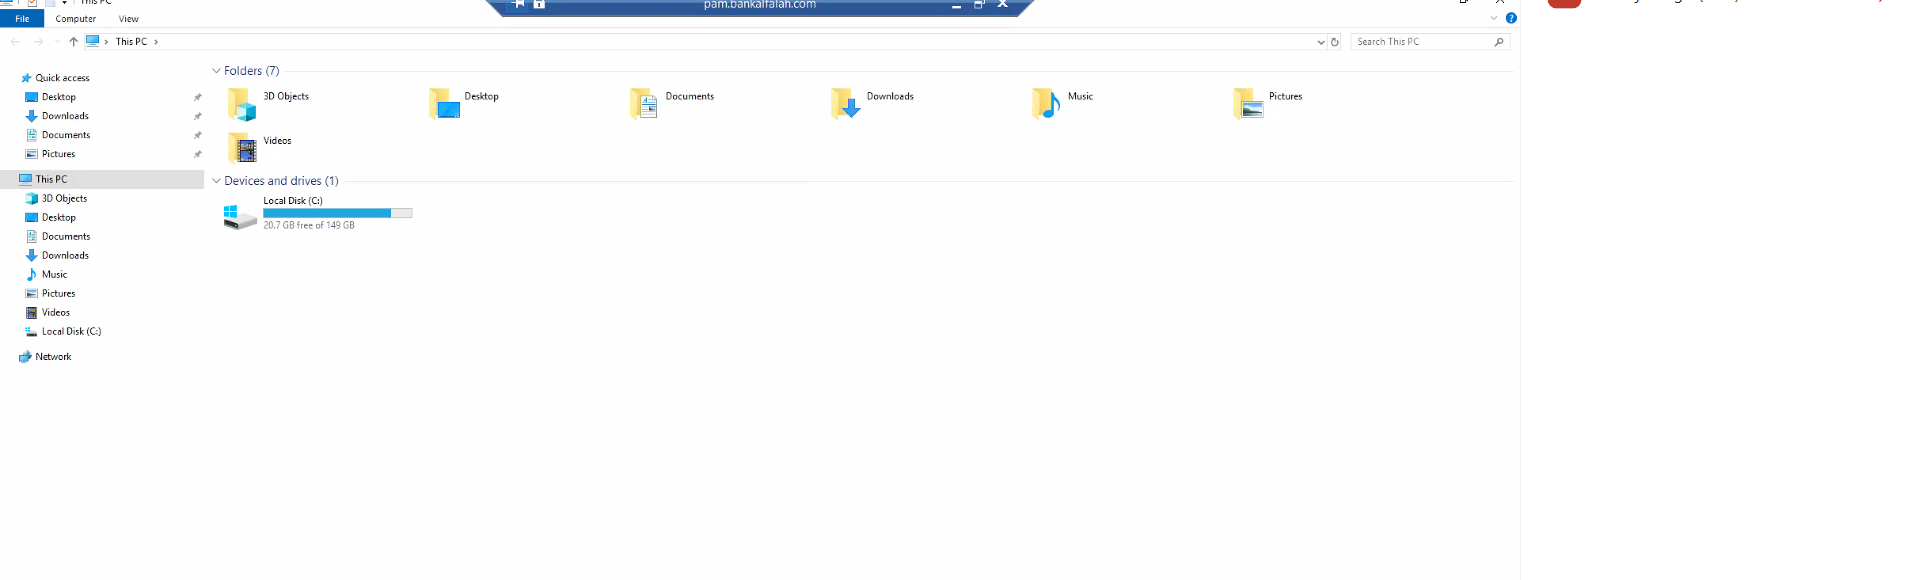 This PC
pam.bankalfalah.com
File Computer View
This PC
Search This PC
Quick access
Desktop
Downloads
Documents
Pictures
This PC
3D Objects
Desktop
Documents
Downloads
Music
Pictures
Videos
Local Disk (C:)
Network
Folders (7)
3D Objects
Desktop
Documents
Downloads
Music
Pictures
Videos
Devices and drives (1)
Local Disk (C:)
20.7 GB free of 149 GB